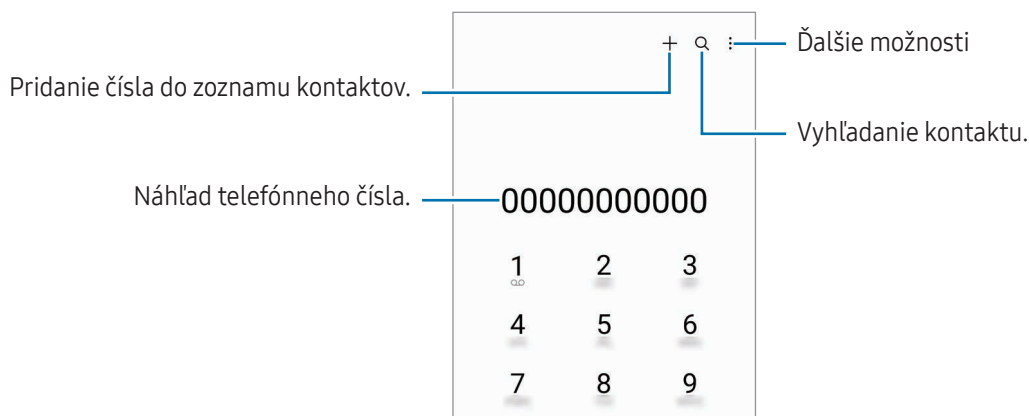 Ďalšie možnosti
Pridanie čísla do zoznamu kontaktov.
Vyhľadanie kontaktu.
Náhľad telefónneho čísla.
00000000000
1 2 3
4 5 6
7 8 9